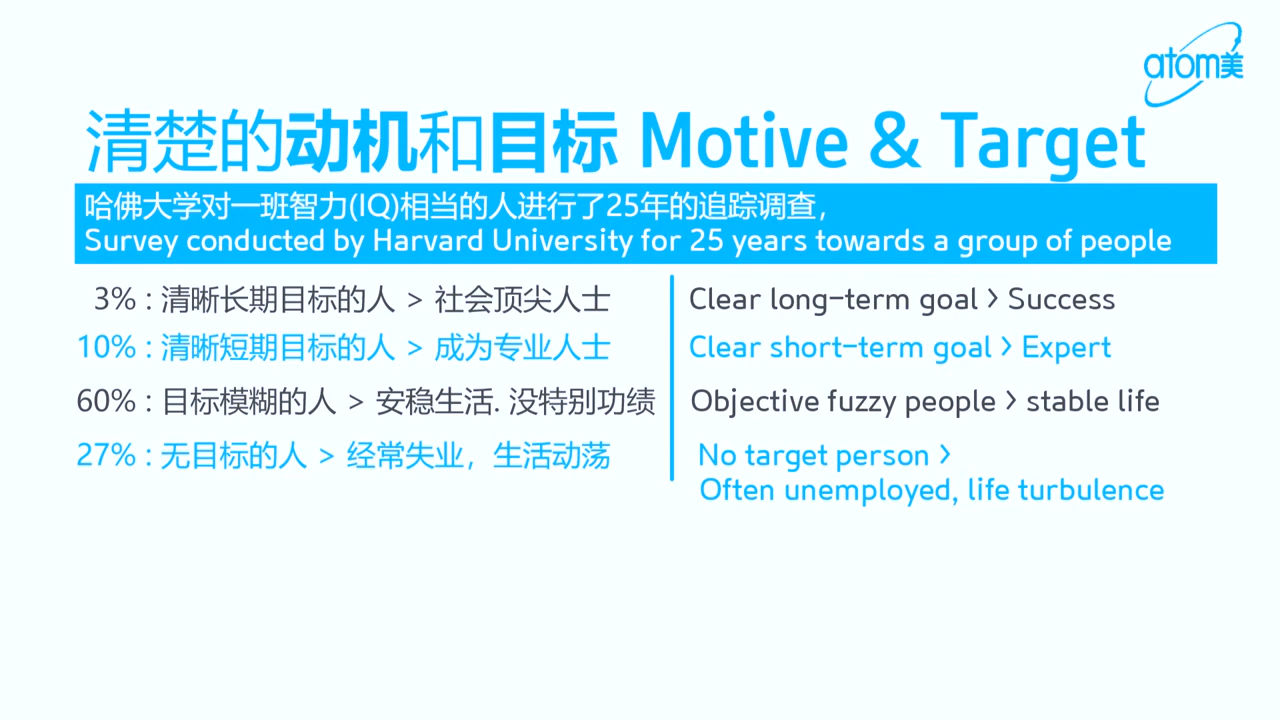 atom美
清楚的动机和目标 Motive & Target
哈佛大学对一班智力(IQ)相当的人进行了25年的追踪调查，
Survey conducted by Harvard University for 25 years towards a group of people
3% : 清晰长期目标的人 > 社会顶尖人士
Clear long-term goal > Success
10% : 清晰短期目标的人 > 成为专业人士
Clear short-term goal > Expert
60% : 目标模糊的人 > 安稳生活. 没特别功绩
Objective fuzzy people > stable life
27% : 无目标的人 > 经常失业，生活动荡
No target person >
Often unemployed, life turbulence